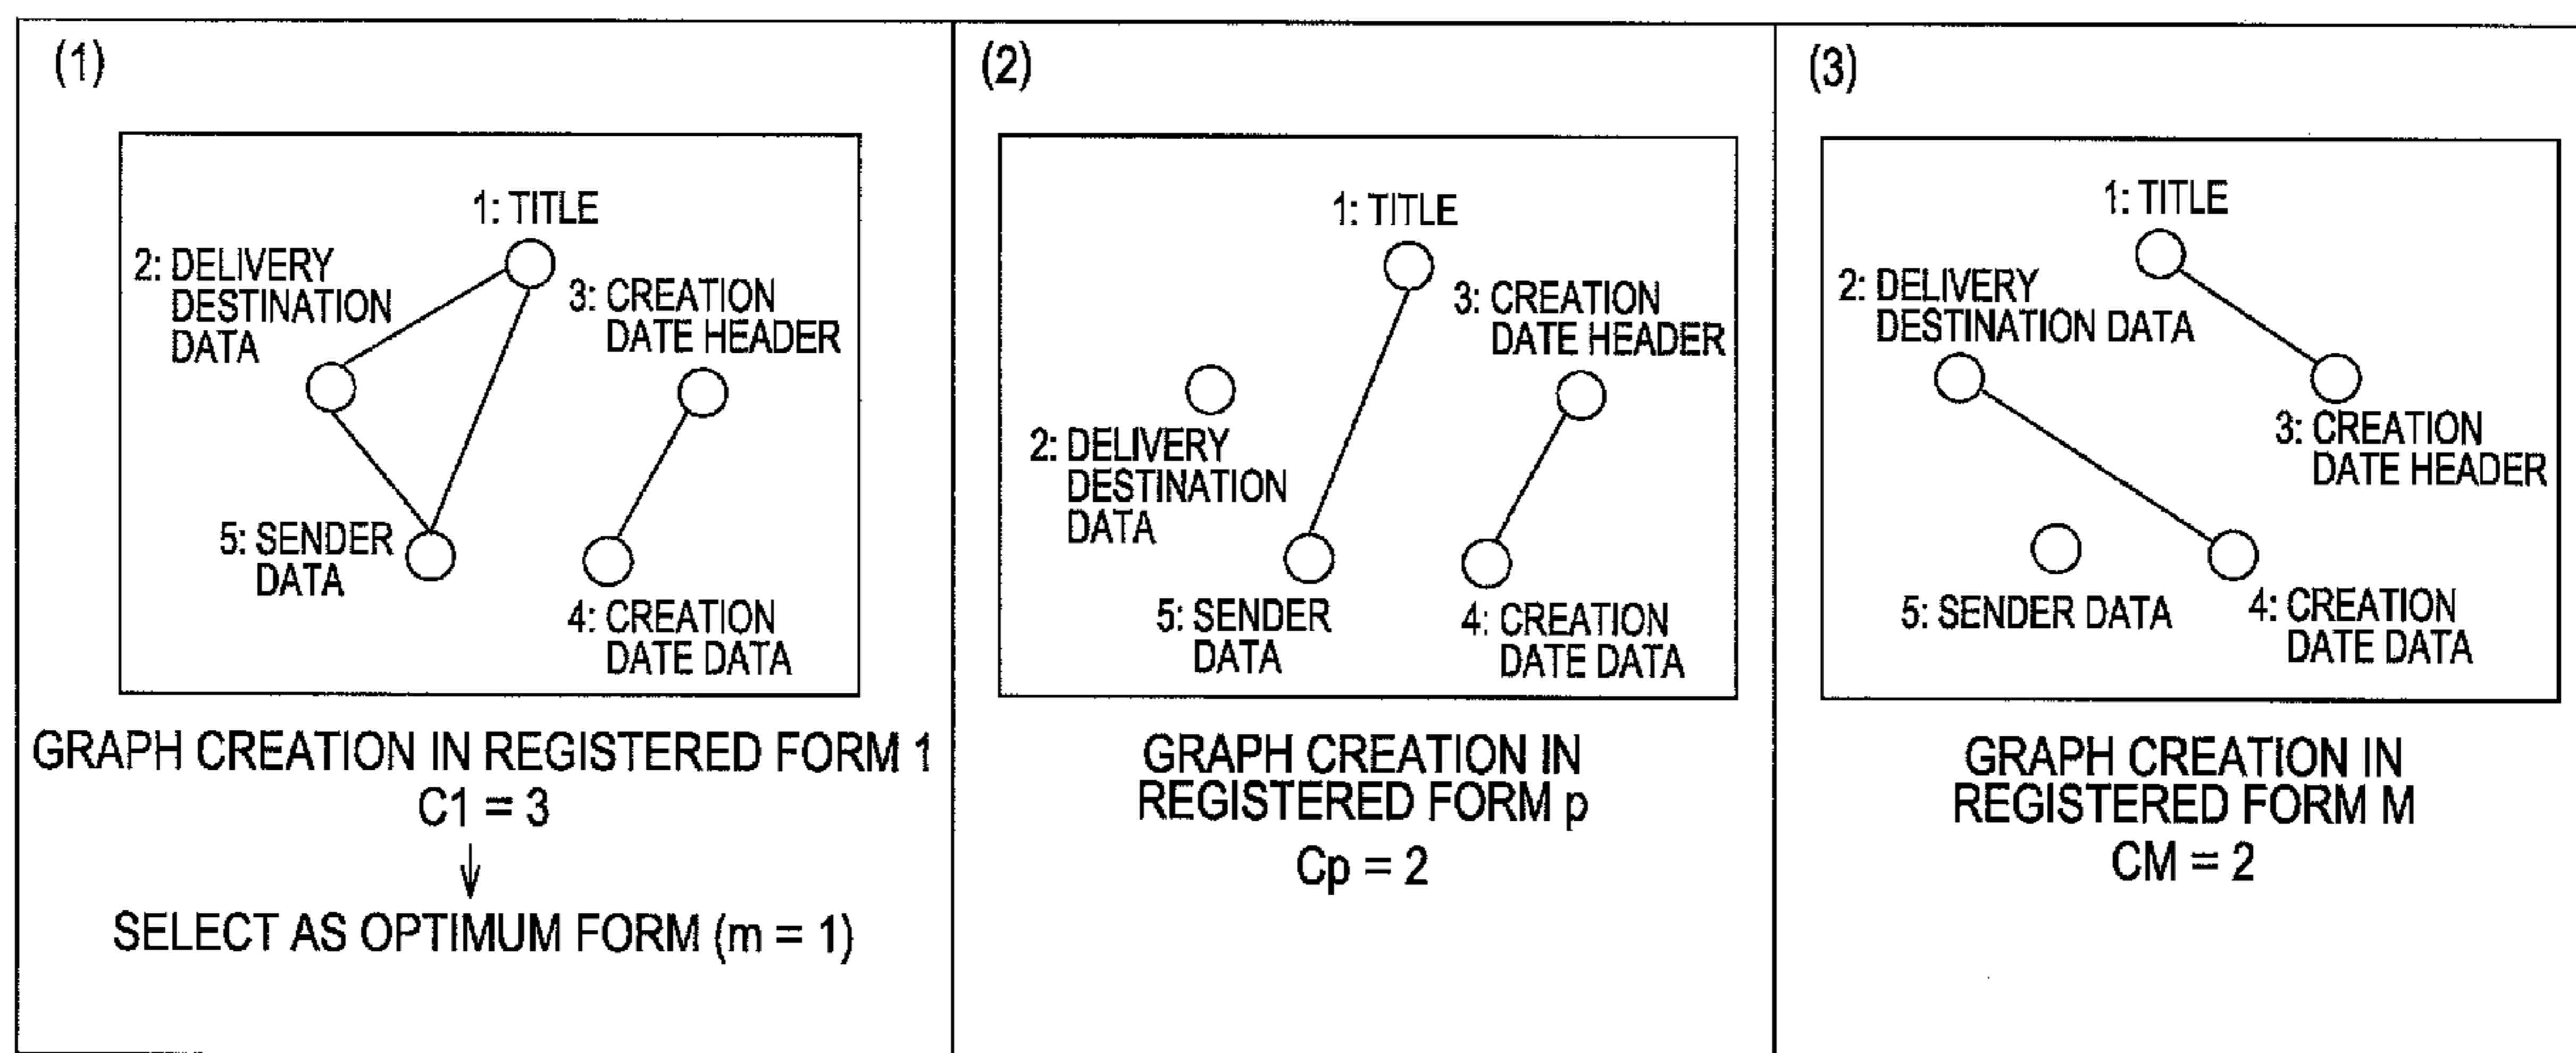 (1)
1: TITLE
2: DELIVERY
DESTINATION
DATA
3: CREATION
DATE HEADER
5: SENDER
DATA
4: CREATION
DATE DATA
GRAPH CREATION IN REGISTERED FORM 1
C1 = 3
↓
SELECT AS OPTIMUM FORM (m = 1)
(2)
1: TITLE
3: CREATION
DATE HEADER
2: DELIVERY
DESTINATION
DATA
5: SENDER
DATA
4: CREATION
DATE DATA
GRAPH CREATION IN
REGISTERED FORM p
Cp = 2
(3)
1: TITLE
2: DELIVERY
DESTINATION DATA
3: CREATION
DATE HEADER
5: SENDER DATA
4: CREATION
DATE DATA
GRAPH CREATION IN
REGISTERED FORM M
CM = 2